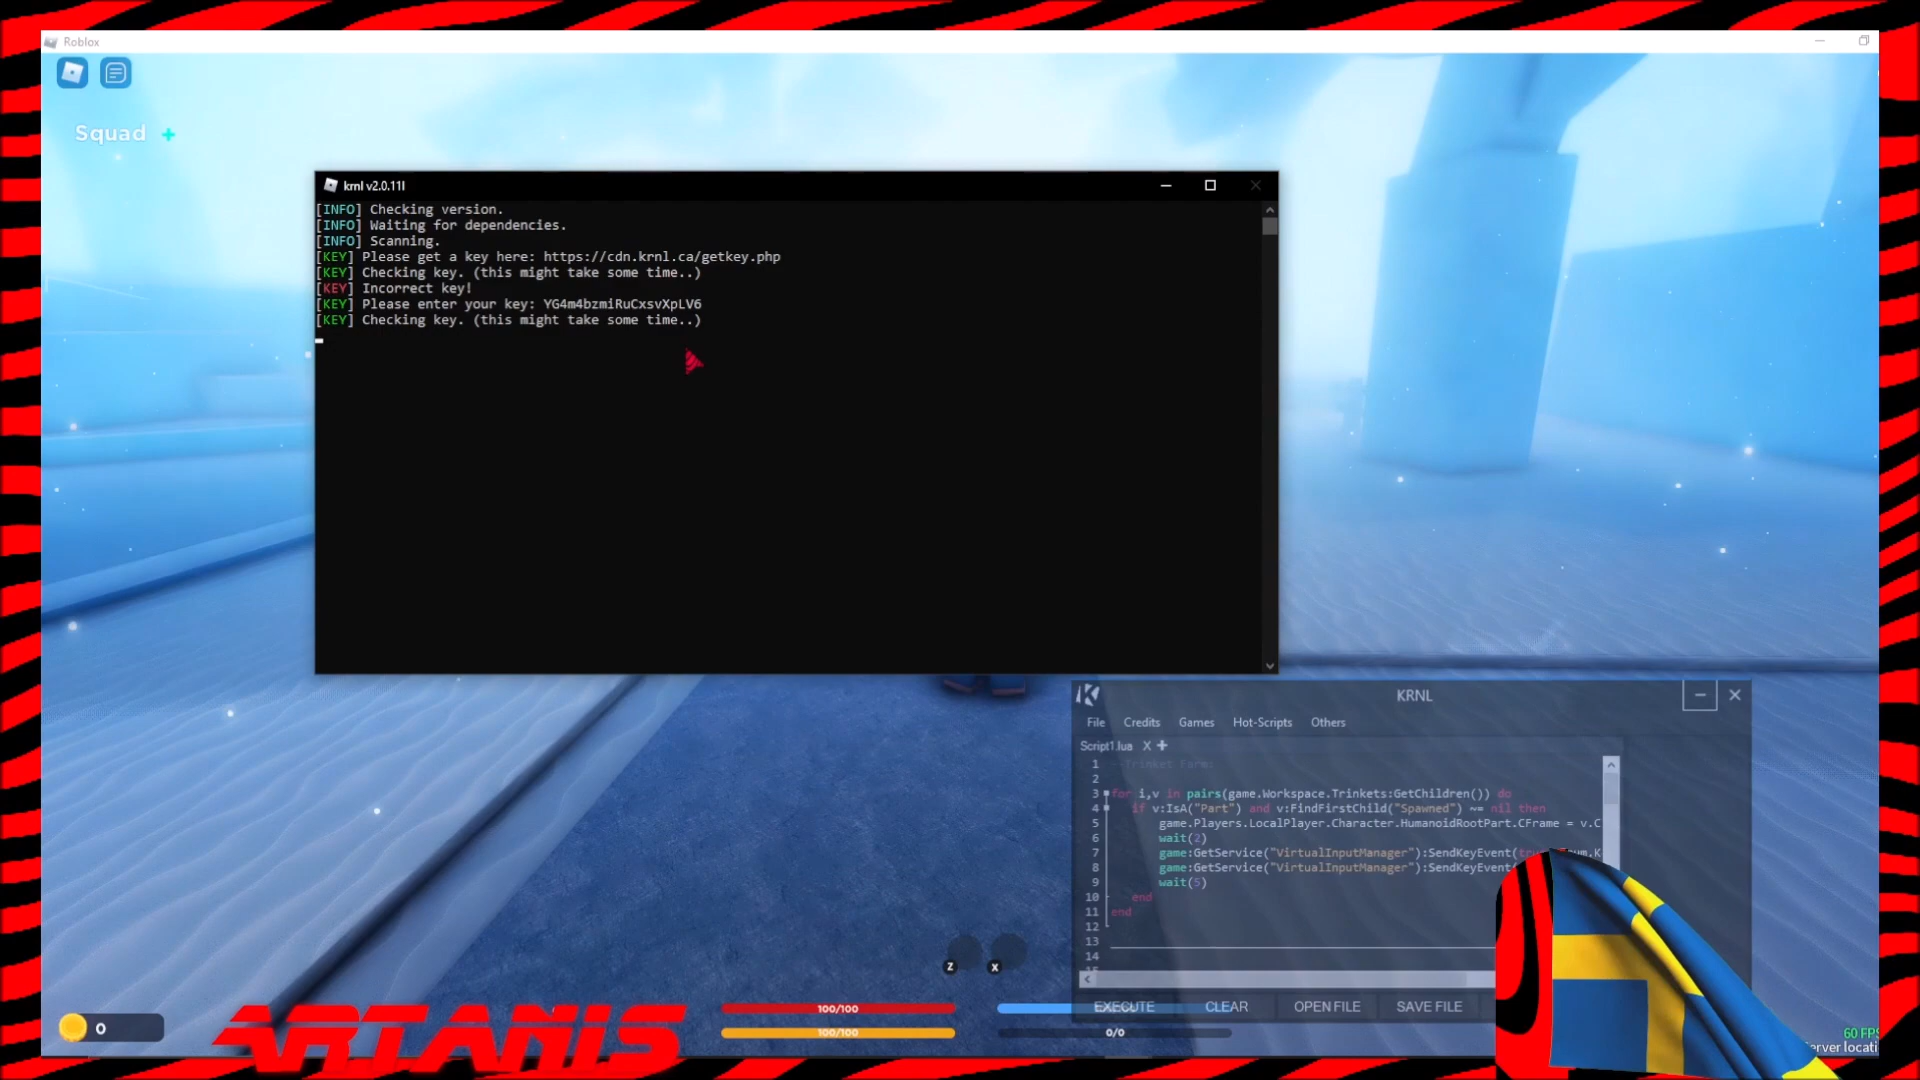 Roblox
Squad +
krnl v2.0.11l
[INFO] Checking version.
[INFO] Waiting for dependencies.
[INFO] Scanning.
[KEY] Please get a key here: https://cdn.krnl.ca/getkey.php
[KEY] Checking key. (this might take some time..)
[KEY] Incorrect key!
[KEY] Please enter your key: YG4m4bzmiRuCxsvXpLV6
[KEY] Checking key. (this might take some time..)
KRNL
File Credits Games Hot-Scripts Others
Script1.lua X +
1 --Trinket Farm:
2
3 for i,v in pairs(game.Workspace.Trinkets:GetChildren()) do
4 if v:IsA("Part") and v:FindFirstChild("Spawned") ~= nil then
5 game.Players.LocalPlayer.Character.HumanoidRootPart.CFrame = v.C
6 wait(2)
7 game:GetService("VirtualInputManager"):SendKeyEvent(
8 game:GetService("VirtualInputManager"):SendKeyEvent
9 wait(5)
10 end
11 end
12
13
14
EXECUTE CLEAR OPEN FILE SAVE FILE
Z X
0
ARTANIS
100/100
100/100
0/0
60 FPS
erver locati